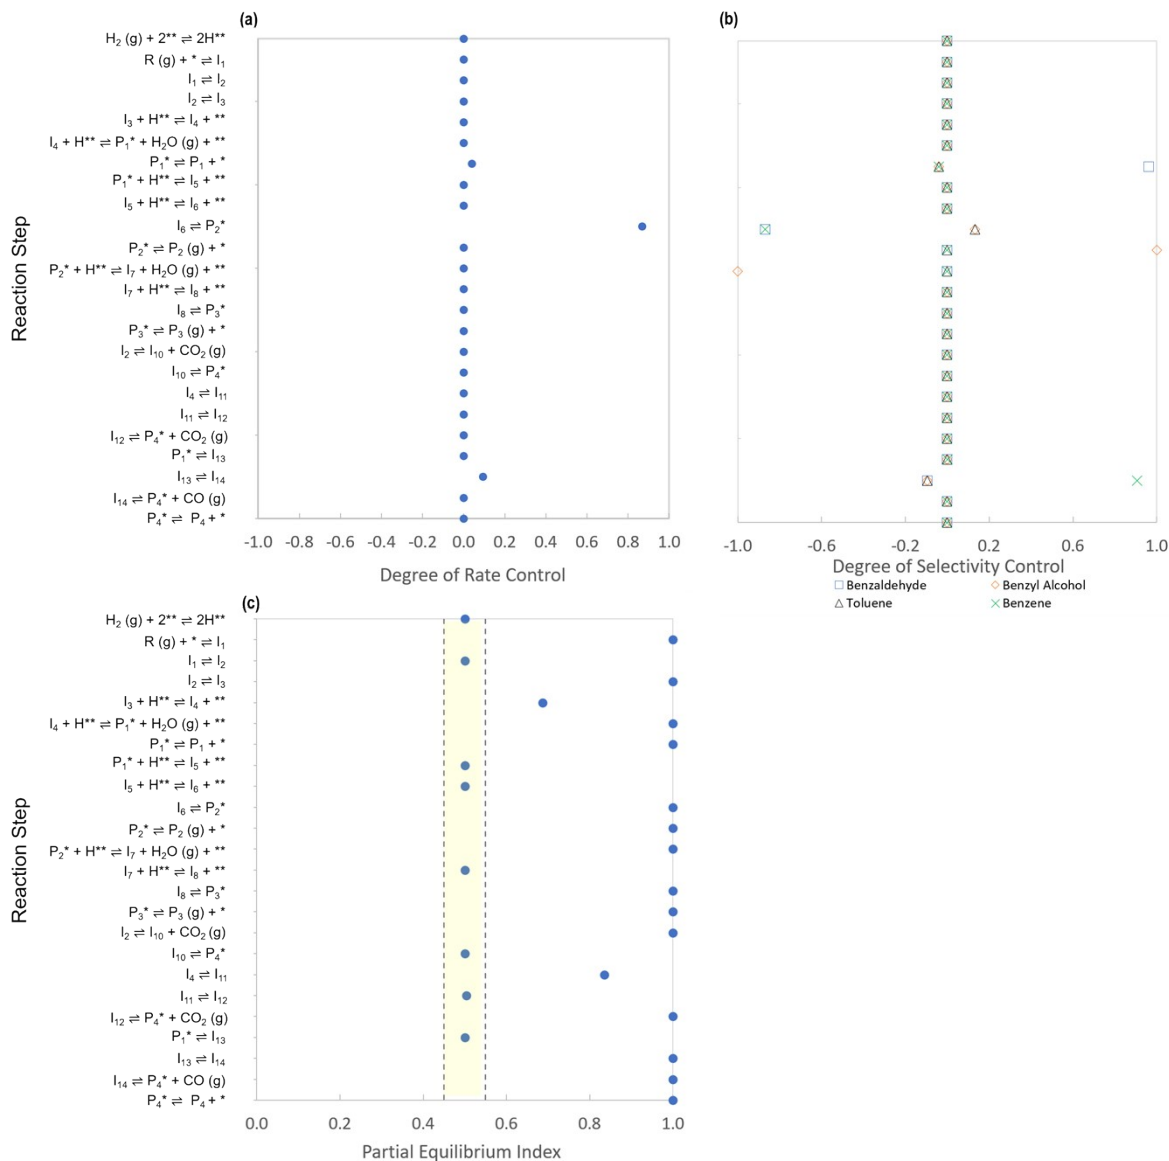 (a)
H₂ (g) + 2** ⇌ 2H**
R (g) + * ⇌ I₁
I₁ ⇌ I₂
I₂ ⇌ I₃
I₃ + H** ⇌ I₄ + **
I₄ + H** ⇌ P₁* + H₂O (g) + **
P₁* ⇌ P₁ + *
P₁* + H** ⇌ I₅ + **
I₅ + H** ⇌ I₆ + **
I₆ ⇌ P₂*
P₂* ⇌ P₂ (g) + *
P₂* + H** ⇌ I₇ + H₂O (g) + **
I₇ + H** ⇌ I₈ + **
I₈ ⇌ P₃*
P₃* ⇌ P₃ (g) + *
I₂ ⇌ I₁₀ + CO₂ (g)
I₁₀ ⇌ P₄*
I₄ ⇌ I₁₁
I₁₁ ⇌ I₁₂
I₁₂ ⇌ P₄* + CO₂ (g)
P₁* ⇌ I₁₃
I₁₃ ⇌ I₁₄
I₁₄ ⇌ P₄* + CO (g)
P₄* ⇌ P₄ + *
Reaction Step
-1.0 -0.8 -0.6 -0.4 -0.2 0.0 0.2 0.4 0.6 0.8 1.0
Degree of Rate Control
(b)
-1.0 -0.6 -0.2 0.2 0.6 1.0
Degree of Selectivity Control
Benzaldehyde Benzyl Alcohol
Toluene Benzene
(c)
H₂ (g) + 2** ⇌ 2H**
R (g) + * ⇌ I₁
I₁ ⇌ I₂
I₂ ⇌ I₃
I₃ + H** ⇌ I₄ + **
I₄ + H** ⇌ P₁* + H₂O (g) + **
P₁* ⇌ P₁ + *
P₁* + H** ⇌ I₅ + **
I₅ + H** ⇌ I₆ + **
I₆ ⇌ P₂*
P₂* ⇌ P₂ (g) + *
P₂* + H** ⇌ I₇ + H₂O (g) + **
I₇ + H** ⇌ I₈ + **
I₈ ⇌ P₃*
P₃* ⇌ P₃ (g) + *
I₂ ⇌ I₁₀ + CO₂ (g)
I₁₀ ⇌ P₄*
I₄ ⇌ I₁₁
I₁₁ ⇌ I₁₂
I₁₂ ⇌ P₄* + CO₂ (g)
P₁* ⇌ I₁₃
I₁₃ ⇌ I₁₄
I₁₄ ⇌ P₄* + CO (g)
P₄* ⇌ P₄ + *
Reaction Step
0.0 0.2 0.4 0.6 0.8 1.0
Partial Equilibrium Index